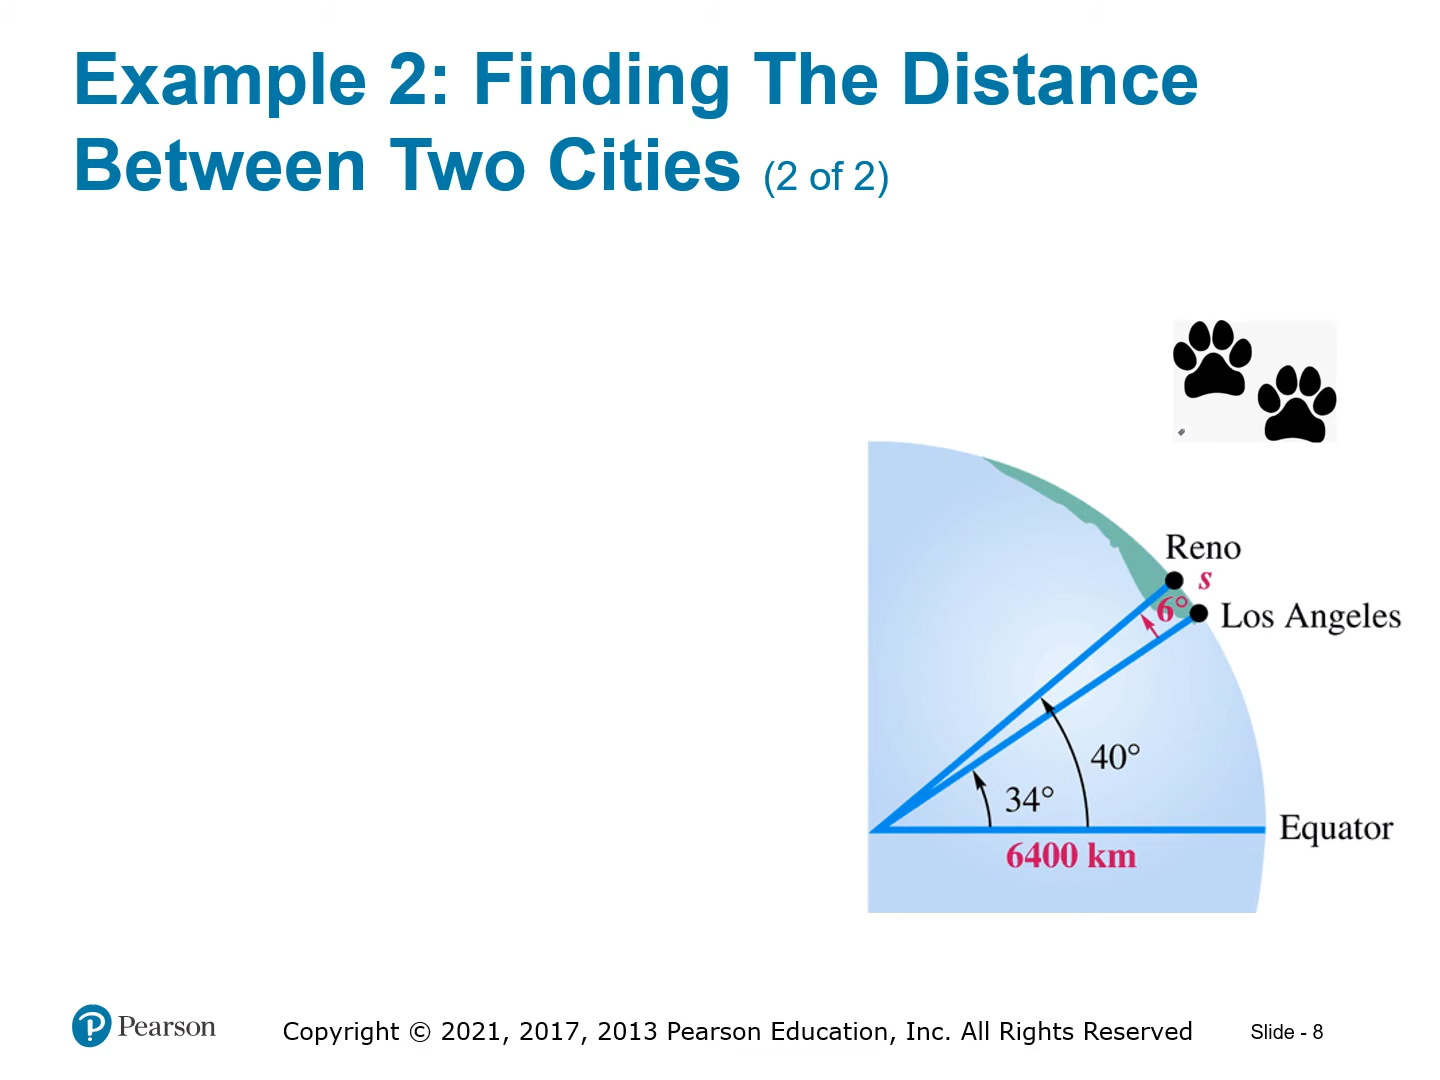 Example 2: Finding The Distance
Between Two Cities (2 of 2)
Reno
s
6°
Los Angeles
40°
34°
Equator
6400 km
Pearson
Copyright © 2021, 2017, 2013 Pearson Education, Inc. All Rights Reserved
Slide - 8